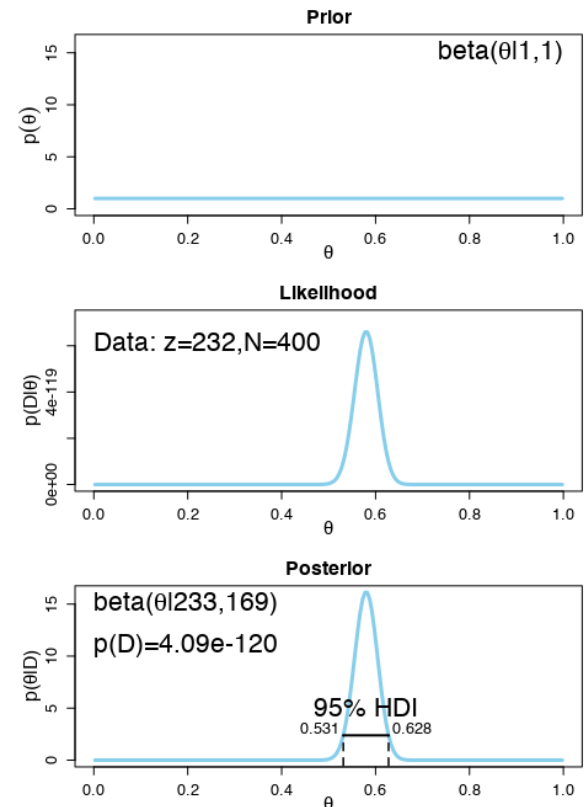 Prior
beta(θ|1,1)
p(θ)
15
10
5
0
0.0 0.2 0.4 0.6 0.8 1.0
θ
Likelihood
Data: z=232,N=400
p(D|θ)
4e-119
0e+00
0.0 0.2 0.4 0.6 0.8 1.0
θ
Posterior
beta(θ|233,169)
p(D)=4.09e-120
p(θ|D)
15
10
5
0
95% HDI
0.531 0.628
0.0 0.2 0.4 0.6 0.8 1.0
θ